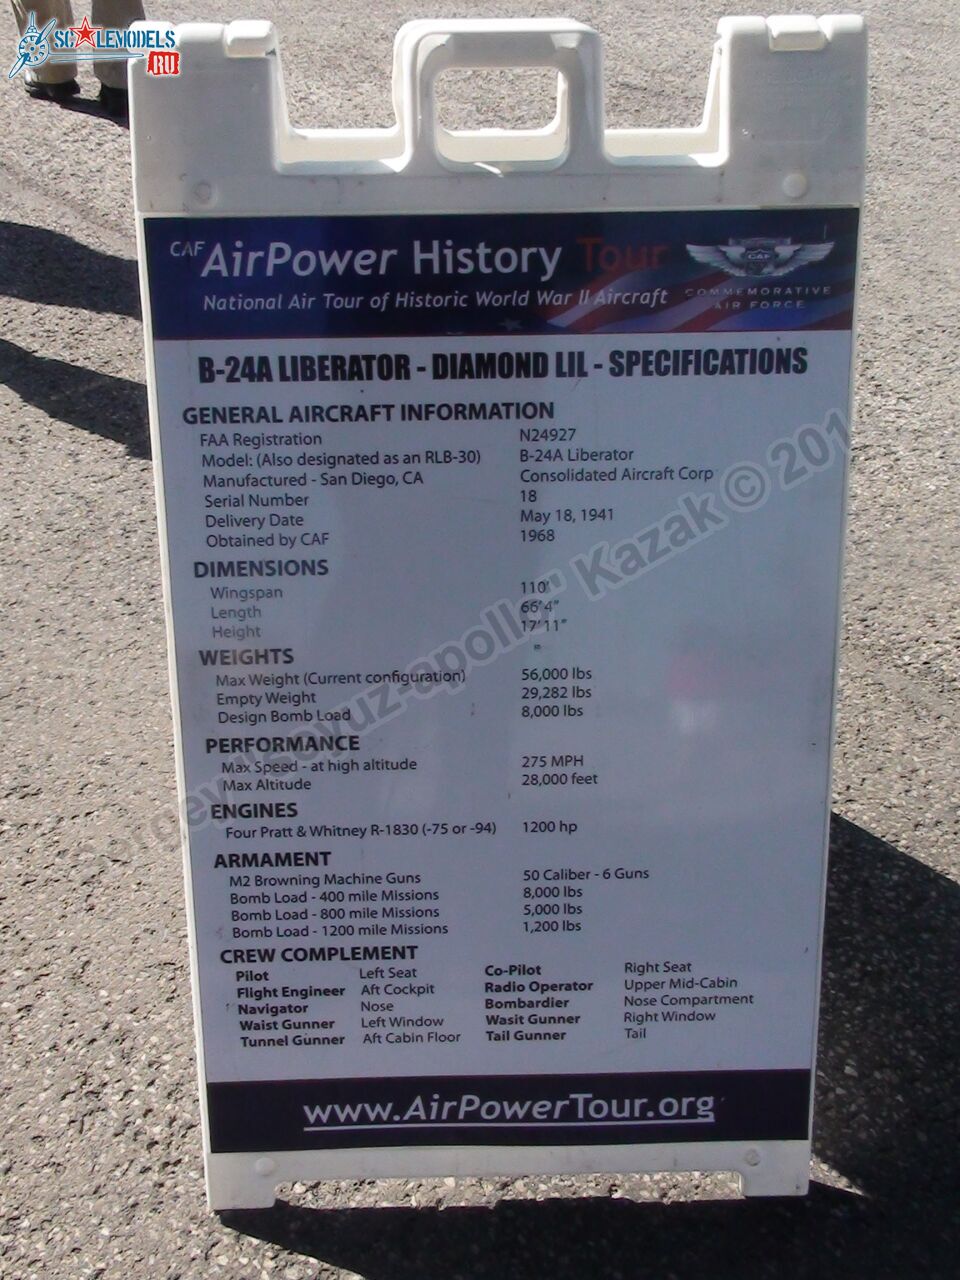 SCALEMODELS
RU
CAF AirPower History Tour
National Air Tour of Historic World War II Aircraft
CAF
COMMEMORATIVE
AIR FORCE
B-24A LIBERATOR - DIAMOND LIL - SPECIFICATIONS
GENERAL AIRCRAFT INFORMATION
FAA Registration N24927
Model: (Also designated as an RLB-30) B-24A Liberator
Manufactured - San Diego, CA Consolidated Aircraft Corp
Serial Number 18
Delivery Date May 18, 1941
Obtained by CAF 1968
DIMENSIONS
Wingspan 110'
Length 66'4"
Height 17'11"
WEIGHTS
Max Weight (Current configuration) 56,000 lbs
Empty Weight 29,282 lbs
Design Bomb Load 8,000 lbs
PERFORMANCE
Max Speed - at high altitude 275 MPH
Max Altitude 28,000 feet
ENGINES
Four Pratt & Whitney R-1830 (-75 or -94) 1200 hp
ARMAMENT
M2 Browning Machine Guns 50 Caliber - 6 Guns
Bomb Load - 400 mile Missions 8,000 lbs
Bomb Load - 800 mile Missions 5,000 lbs
Bomb Load - 1200 mile Missions 1,200 lbs
CREW COMPLEMENT
Pilot Left Seat Co-Pilot Right Seat
Flight Engineer Aft Cockpit Radio Operator Upper Mid-Cabin
Navigator Nose Bombardier Nose Compartment
Waist Gunner Left Window Wasit Gunner Right Window
Tunnel Gunner Aft Cabin Floor Tail Gunner Tail
www.AirPowerTour.org
"soyuz-apollo" Kazak ©